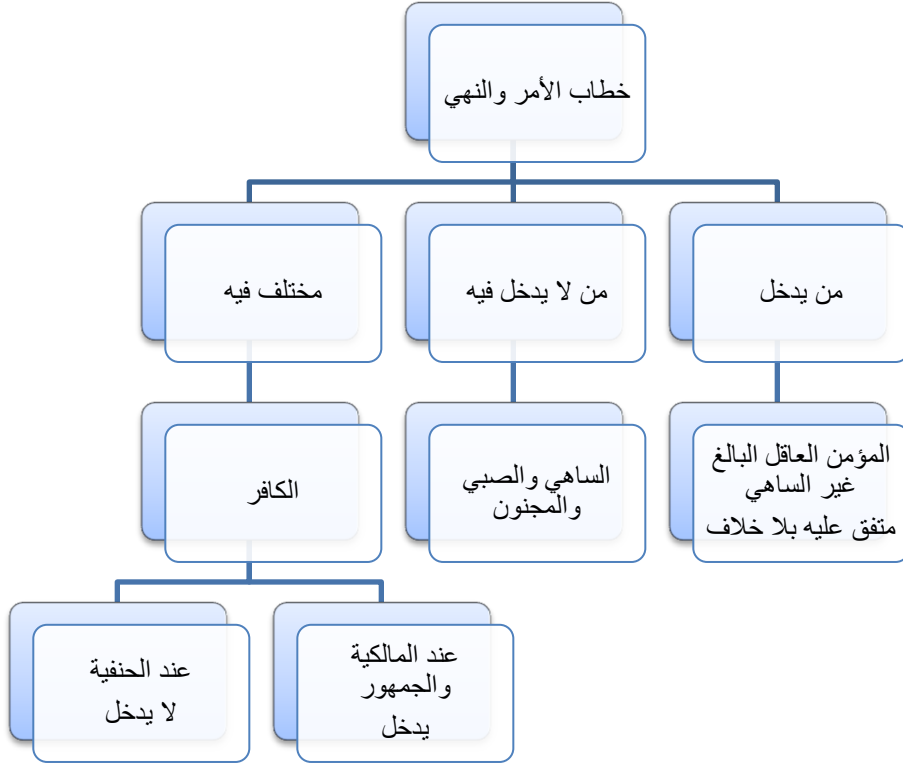 خطاب الأمر والنهي
من يدخل
من لا يدخل فيه
مختلف فيه
المؤمن العاقل البالغ
غير الساهي
متفق عليه بلا خلاف
الساهي والصبي
والمجنون
الكافر
عند المالكية
والجمهور
يدخل
عند الحنفية
لا يدخل